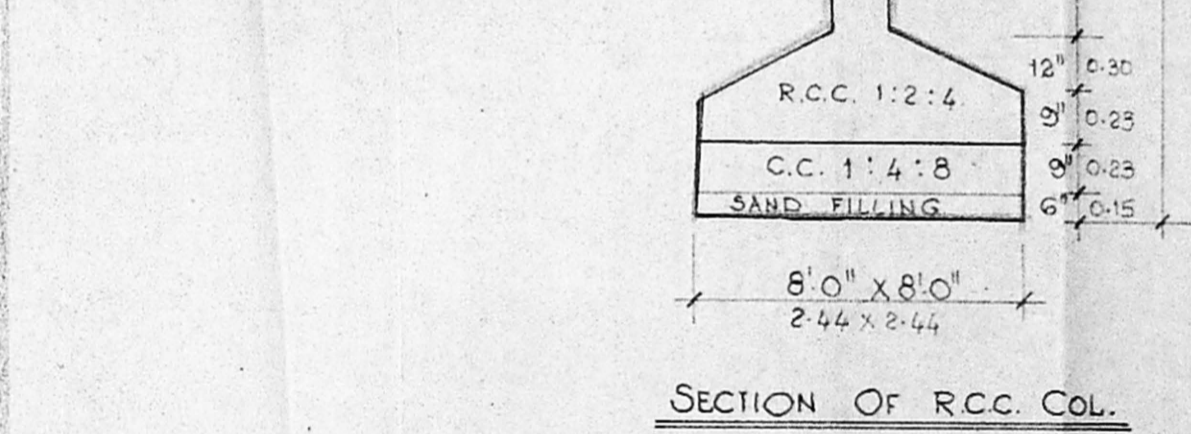 12" 0.30
R.C.C. 1:2:4
9" 0.23
C.C. 1:4:8
9" 0.23
SAND FILLING
6" 0.15
8'.0" X 8'.0"
2.44 X 2.44
SECTION OF R.C.C. COL.